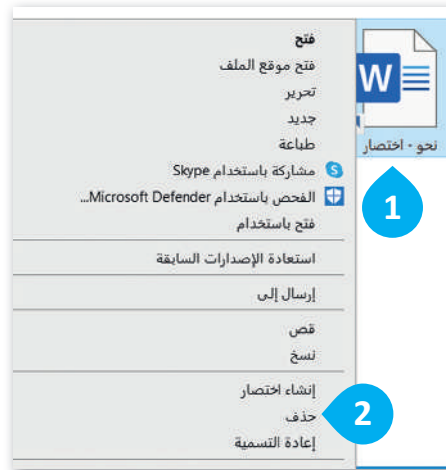 فتح
فتح موقع الملف
تحرير
جديد
طباعة
مشاركة باستخدام Skype
الفحص باستخدام Microsoft Defender...
فتح باستخدام
استعادة الإصدارات السابقة
إرسال إلى
قص
نسخ
إنشاء اختصار
حذف
إعادة التسمية
W
نحو - اختصار
1
2